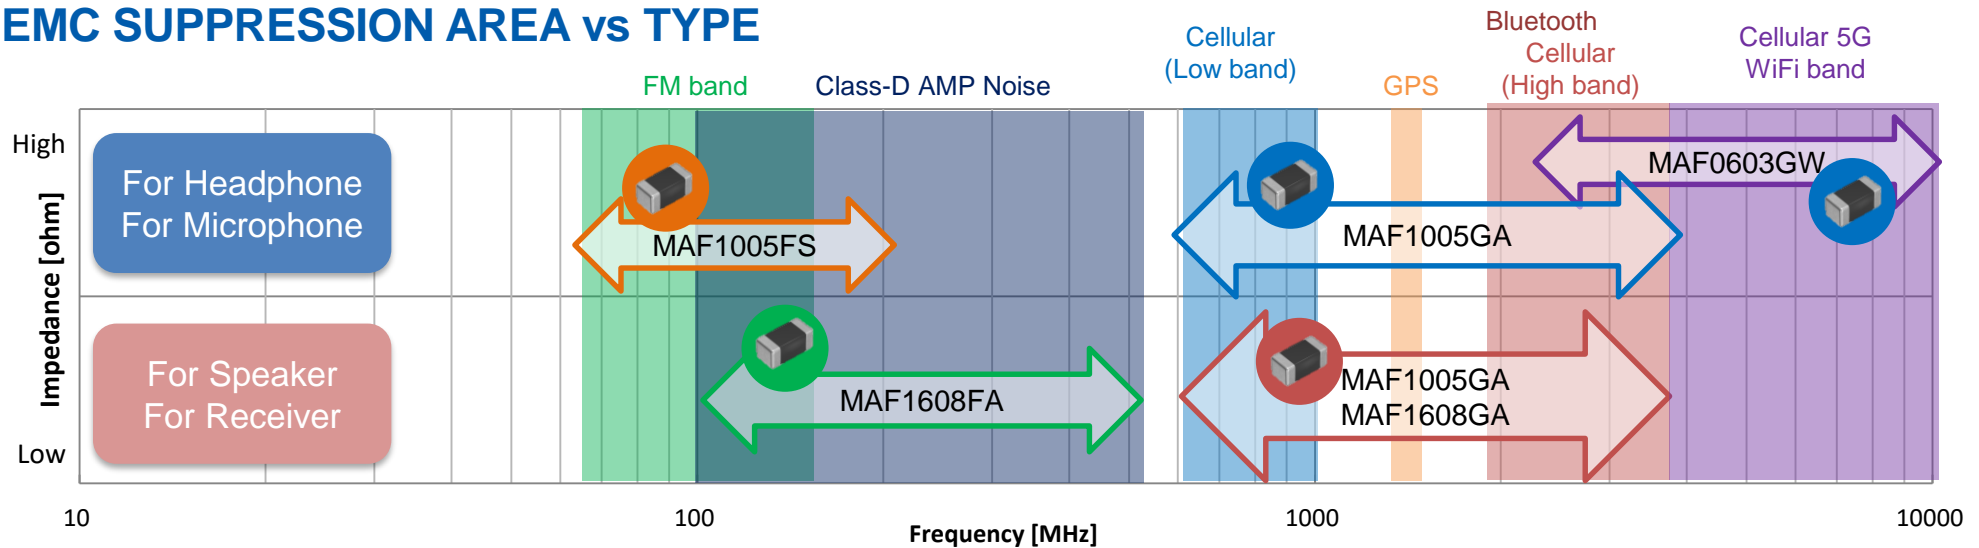 EMC SUPPRESSION AREA vs TYPE
FM band
Class-D AMP Noise
Cellular
(Low band)
GPS
Bluetooth
Cellular
(High band)
Cellular 5G
WiFi band
High
Low
Impedance [ohm]
For Headphone
For Microphone
For Speaker
For Receiver
MAF1005FS
MAF1005GA
MAF0603GW
MAF1608FA
MAF1005GA
MAF1608GA
10
100
1000
10000
Frequency [MHz]